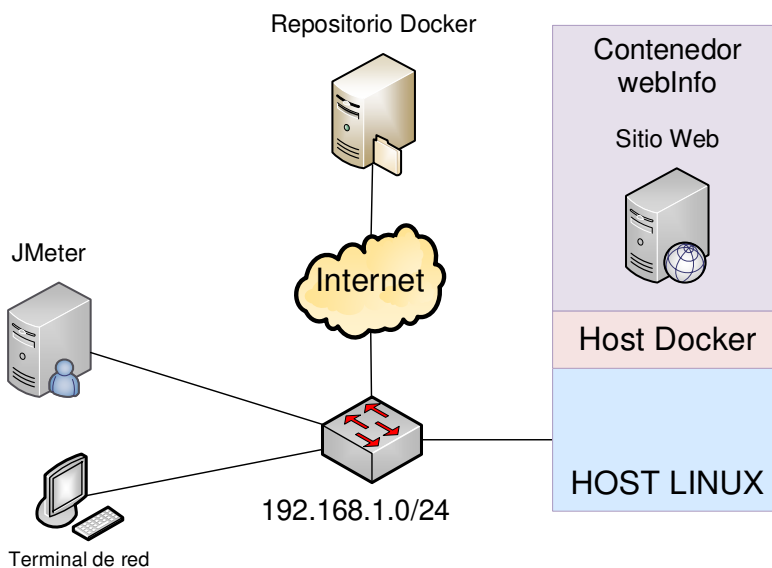 Repositorio Docker
Contenedor
webInfo
Sitio Web
JMeter
Internet
Host Docker
HOST LINUX
192.168.1.0/24
Terminal de red